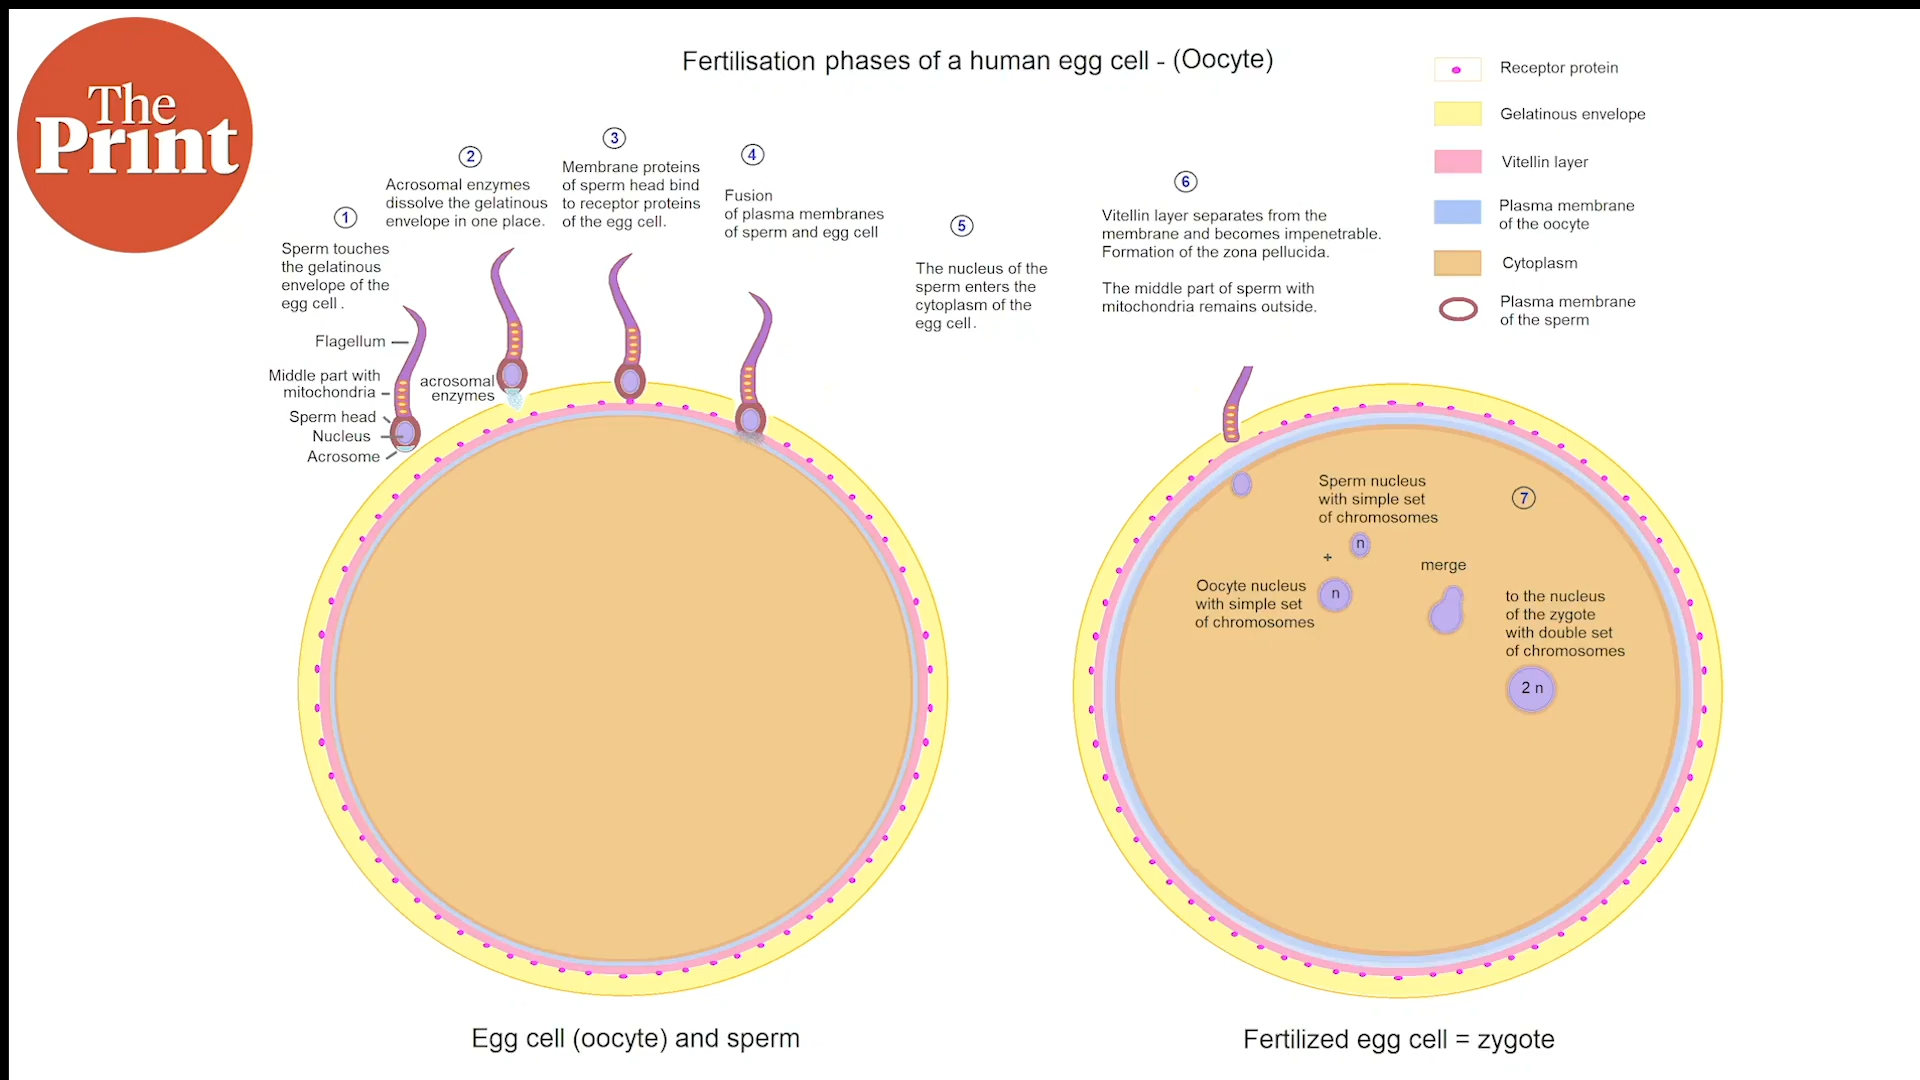 The
Print
Fertilisation phases of a human egg cell - (Oocyte)
1
Sperm touches
the gelatinous
envelope of the
egg cell .
Flagellum
Middle part with
mitochondria
Sperm head
Nucleus
Acrosome
2
Acrosomal enzymes
dissolve the gelatinous
envelope in one place.
acrosomal
enzymes
3
Membrane proteins
of sperm head bind
to receptor proteins
of the egg cell.
4
Fusion
of plasma membranes
of sperm and egg cell
5
The nucleus of the
sperm enters the
cytoplasm of the
egg cell.
6
Vitellin layer separates from the
membrane and becomes impenetrable.
Formation of the zona pellucida.
The middle part of sperm with
mitochondria remains outside.
Receptor protein
Gelatinous envelope
Vitellin layer
Plasma membrane
of the oocyte
Cytoplasm
Plasma membrane
of the sperm
Sperm nucleus
with simple set
of chromosomes
7
n
+
Oocyte nucleus
with simple set
of chromosomes
n
merge
to the nucleus
of the zygote
with double set
of chromosomes
2 n
Egg cell (oocyte) and sperm
Fertilized egg cell = zygote